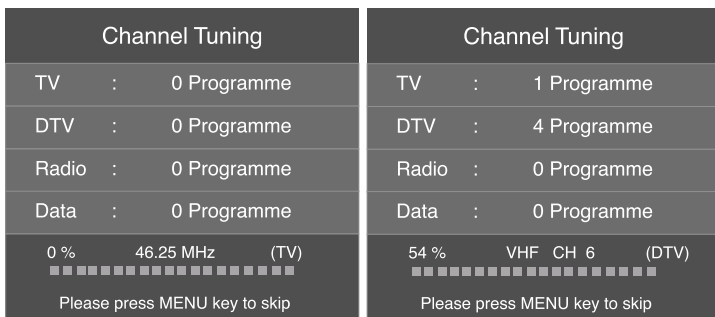 Channel Tuning
TV : 0 Programme
DTV : 0 Programme
Radio : 0 Programme
Data : 0 Programme
0 % 46.25 MHz (TV)
Please press MENU key to skip
Channel Tuning
TV : 1 Programme
DTV : 4 Programme
Radio : 0 Programme
Data : 0 Programme
54 % VHF CH 6 (DTV)
Please press MENU key to skip